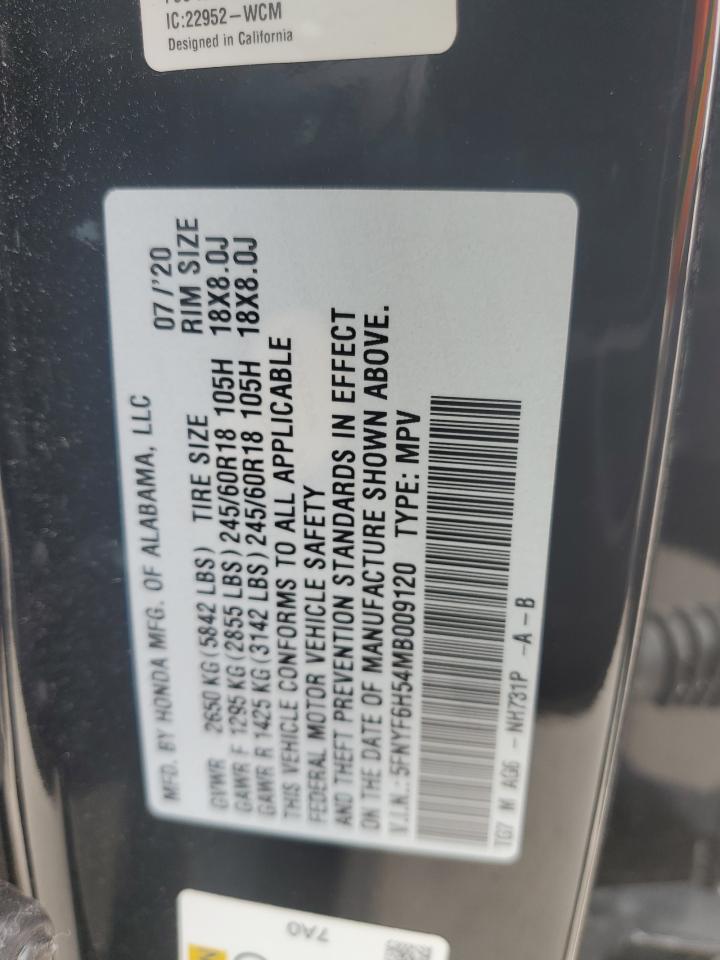 IC:22952-WCM
Designed in California
MFD. BY HONDA MFG. OF ALABAMA, LLC 07/'20
GVWR 2650 KG (5842 LBS) TIRE SIZE RIM SIZE
GAWR F 1295 KG (2855 LBS) 245/60R18 105H 18X8.0J
GAWR R 1425 KG (3142 LBS) 245/60R18 105H 18X8.0J
THIS VEHICLE CONFORMS TO ALL APPLICABLE
FEDERAL MOTOR VEHICLE SAFETY
AND THEFT PREVENTION STANDARDS IN EFFECT
ON THE DATE OF MANUFACTURE SHOWN ABOVE.
V.I.N.: 5FNYF6H54MB009120 TYPE: MPV
TG7 W AG6 - NH731P -A-B
7A0